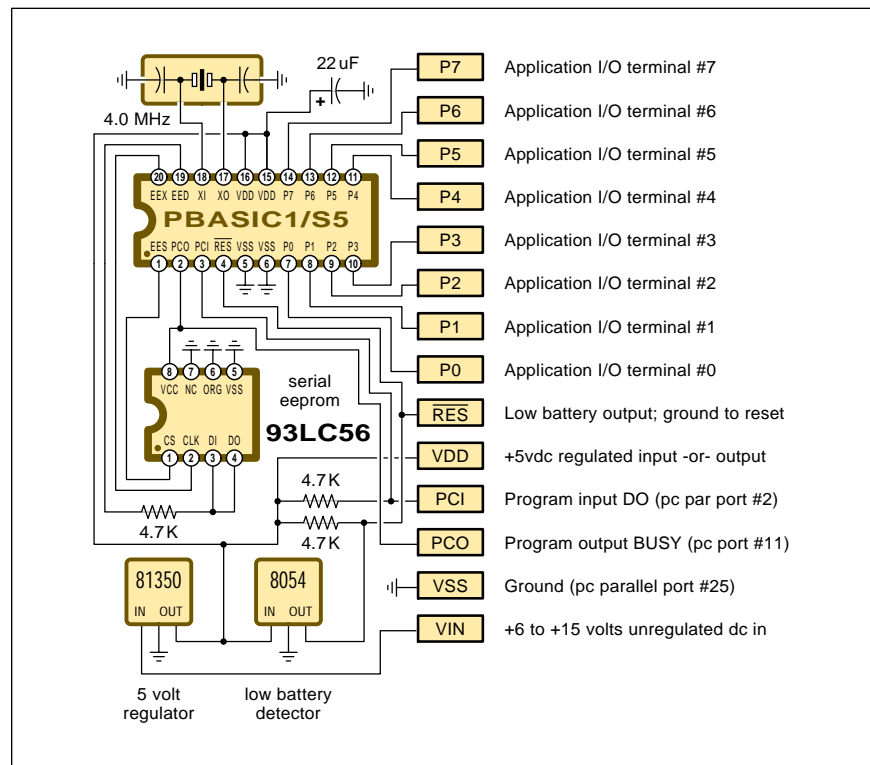 22 uF
4.0 MHz
P7 Application I/O terminal #7
P6 Application I/O terminal #6
P5 Application I/O terminal #5
P4 Application I/O terminal #4
P3 Application I/O terminal #3
P2 Application I/O terminal #2
P1 Application I/O terminal #1
P0 Application I/O terminal #0
RES Low battery output; ground to reset
VDD +5vdc regulated input -or- output
PCI Program input DO (pc par port #2)
PCO Program output BUSY (pc port #11)
VSS Ground (pc parallel port #25)
VIN +6 to +15 volts unregulated dc in
20 19 18 17 16 15 14 13 12 11
EEX EED XI XO VDD VDD P7 P6 P5 P4
PBASIC1/S5
EES PCO PCI RES VSS VSS P0 P1 P2 P3
1 2 3 4 5 6 7 8 9 10
8 7 6 5
VCC NC ORG VSS
CS CLK DI DO
1 2 3 4
serial
eeprom
93LC56
4.7K
4.7K
4.7K
81350
IN OUT
8054
IN OUT
5 volt
regulator
low battery
detector
+